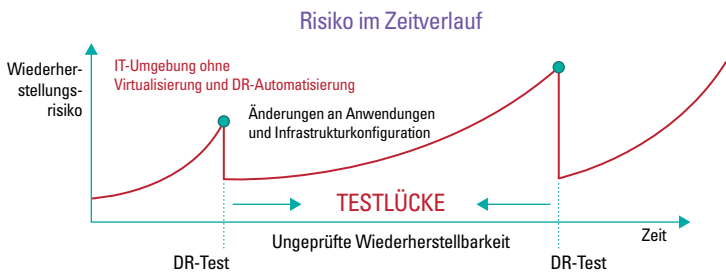 Risiko im Zeitverlauf
Wiederher-
stellungs-
risiko
IT-Umgebung ohne
Virtualisierung und DR-Automatisierung
Änderungen an Anwendungen
und Infrastrukturkonfiguration
TESTLÜCKE
Zeit
Ungeprüfte Wiederherstellbarkeit
DR-Test
DR-Test